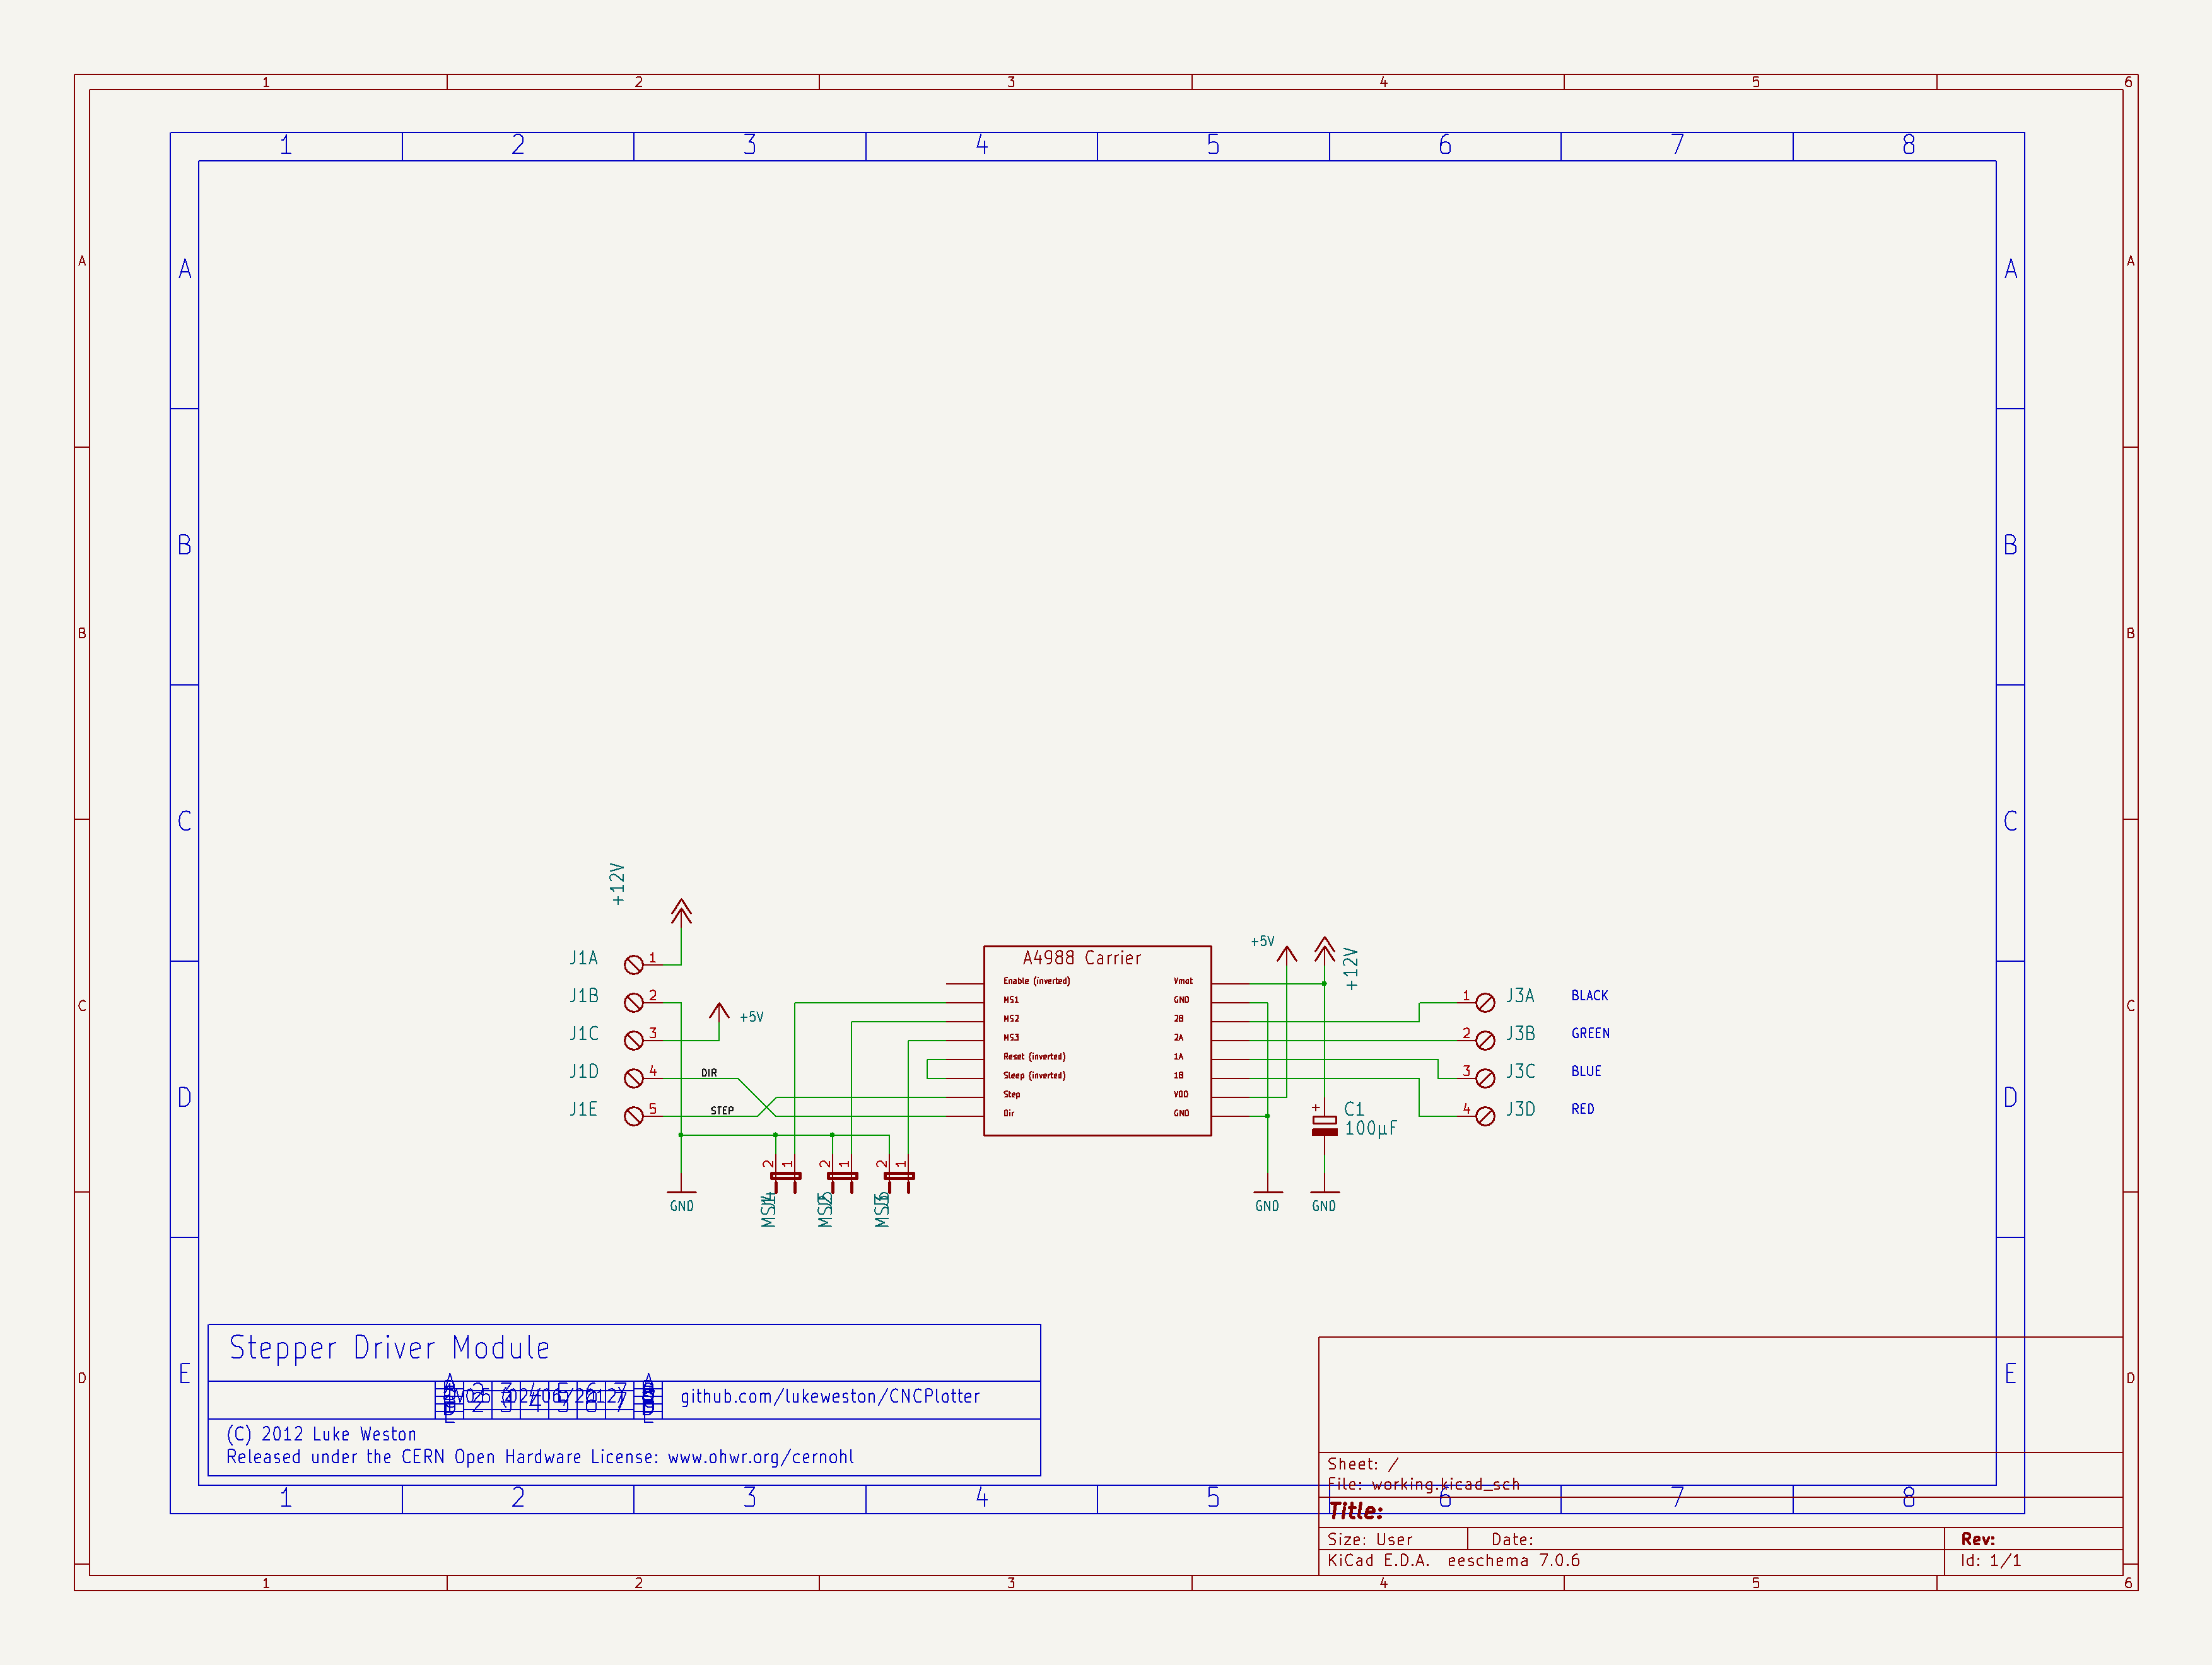 1 2 3 4 5 6
1 2 3 4 5 6 7 8
A A
A A
B B
B B
C C
+12V
+5V
A4988 Carrier
+12V
J1A 1
Enable (inverted) Vmot
J1B 2
MS1 GND
1 J3A BLACK
C C
+5V
MS2 2B
J1C 3
MS3 2A
2 J3B GREEN
Reset (inverted) 1A
J1D 4 DIR
Sleep (inverted) 1B
3 J3C BLUE
D D
Step VDD
J1E 5 STEP
Dir GND
4 J3D RED
+ C1
100µF
2 1 2 1 2 1
GND GND GND
Stepper Driver Module
E E
D D
github.com/lukeweston/CNCPlotter
(C) 2012 Luke Weston
Released under the CERN Open Hardware License: www.ohwr.org/cernohl
Sheet: /
File: working.kicad_sch
1 2 3 4 5 6 7 8
Title:
Size: User Date: Rev:
KiCad E.D.A. eeschema 7.0.6 Id: 1/1
1 2 3 4 5 6